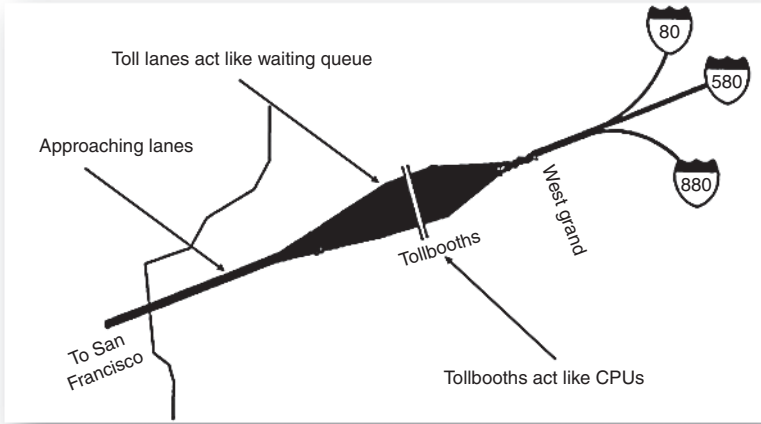 80
Toll lanes act like waiting queue
580
Approaching lanes
880
West grand
Tollbooths
To San
Francisco
Tollbooths act like CPUs